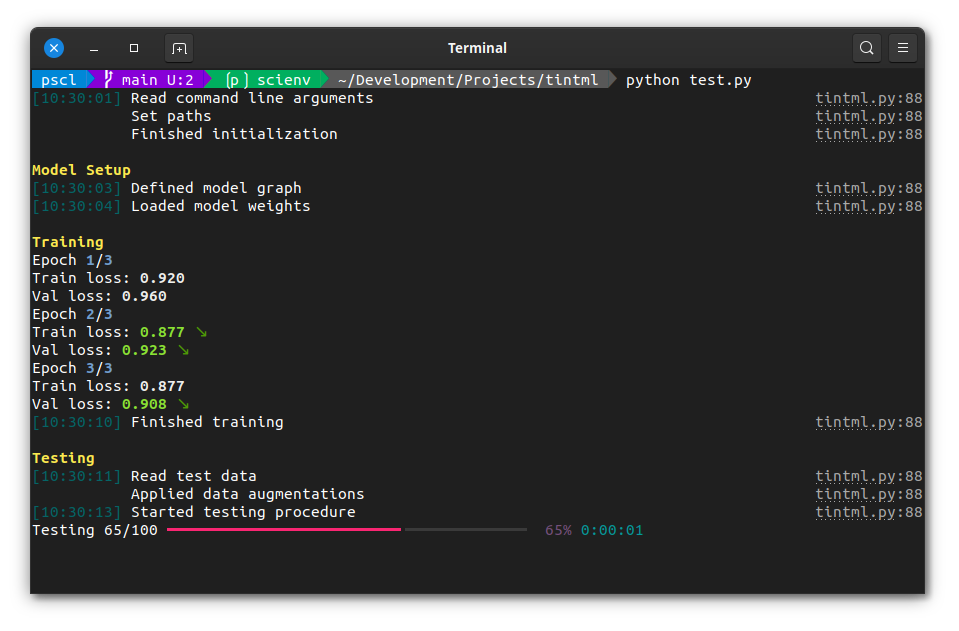 Terminal
pscl main U:2 (p) scienv ~/Development/Projects/tintml python test.py
[10:30:01] Read command line arguments tintml.py:88
Set paths tintml.py:88
Finished initialization tintml.py:88
Model Setup
[10:30:03] Defined model graph tintml.py:88
[10:30:04] Loaded model weights tintml.py:88
Training
Epoch 1/3
Train loss: 0.920
Val loss: 0.960
Epoch 2/3
Train loss: 0.877 ↘
Val loss: 0.923 ↘
Epoch 3/3
Train loss: 0.877
Val loss: 0.908 ↘
[10:30:10] Finished training tintml.py:88
Testing
[10:30:11] Read test data tintml.py:88
Applied data augmentations tintml.py:88
[10:30:13] Started testing procedure tintml.py:88
Testing 65/100 65% 0:00:01